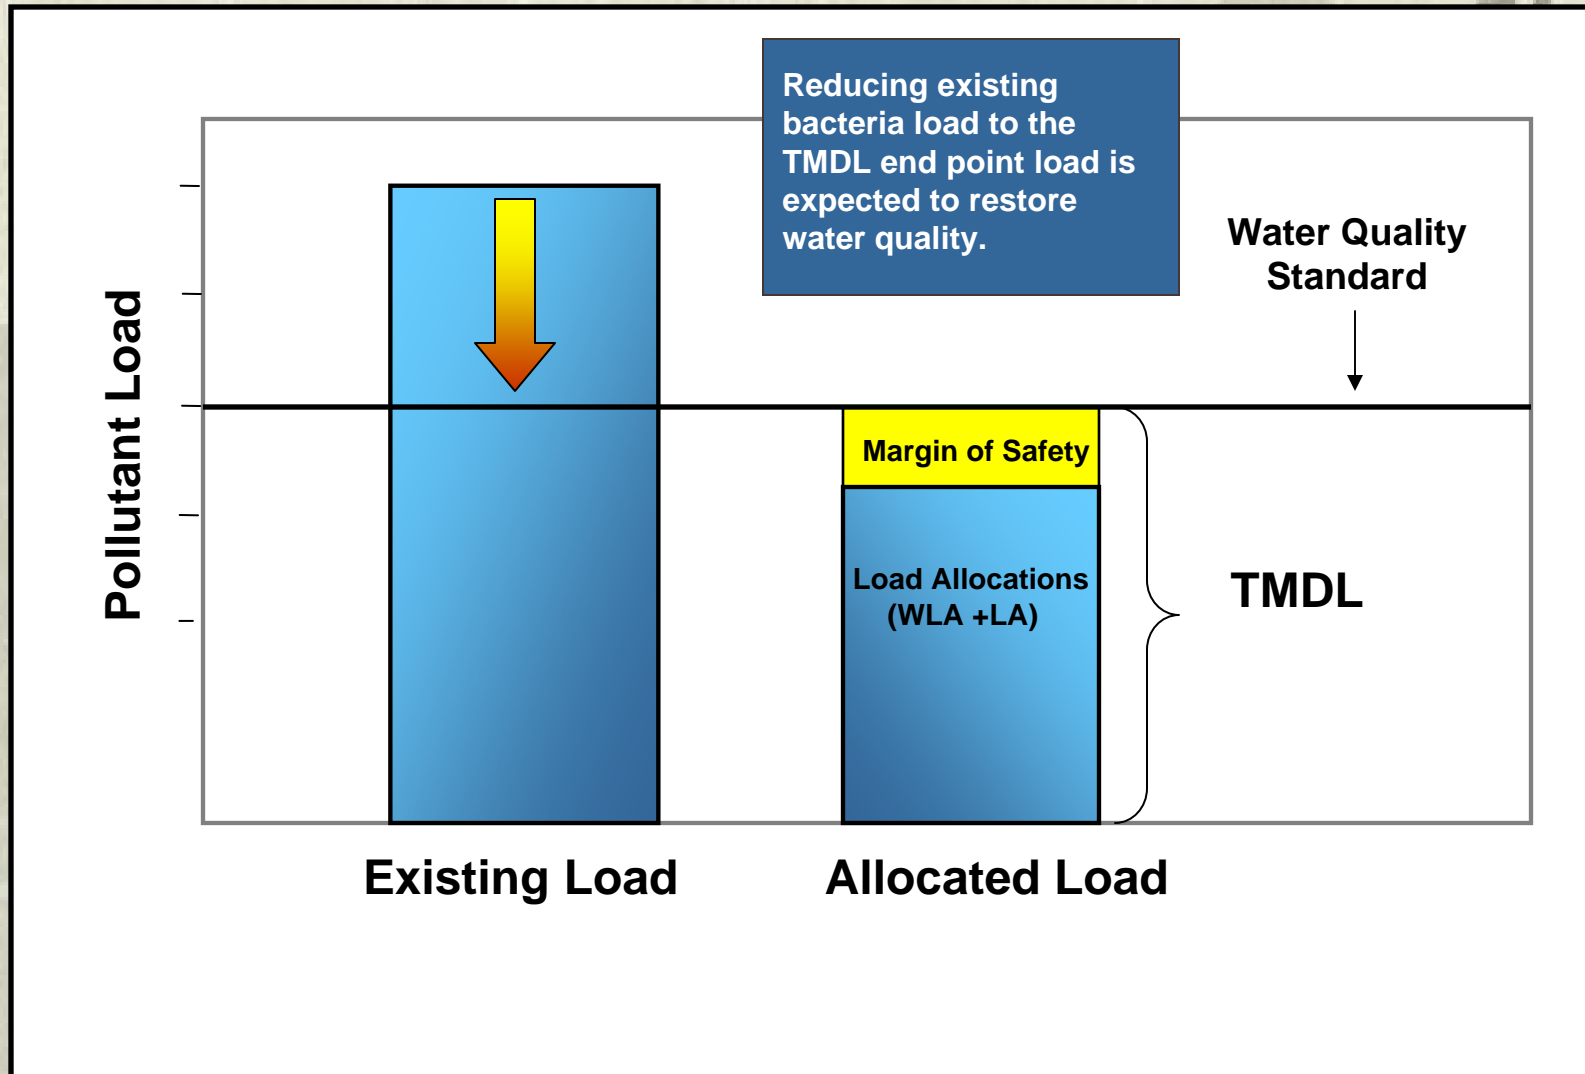 Reducing existing
bacteria load to the
TMDL end point load is
expected to restore
water quality.
Water Quality
Standard
Pollutant Load
Margin of Safety
Load Allocations
(WLA +LA)
TMDL
Existing Load
Allocated Load